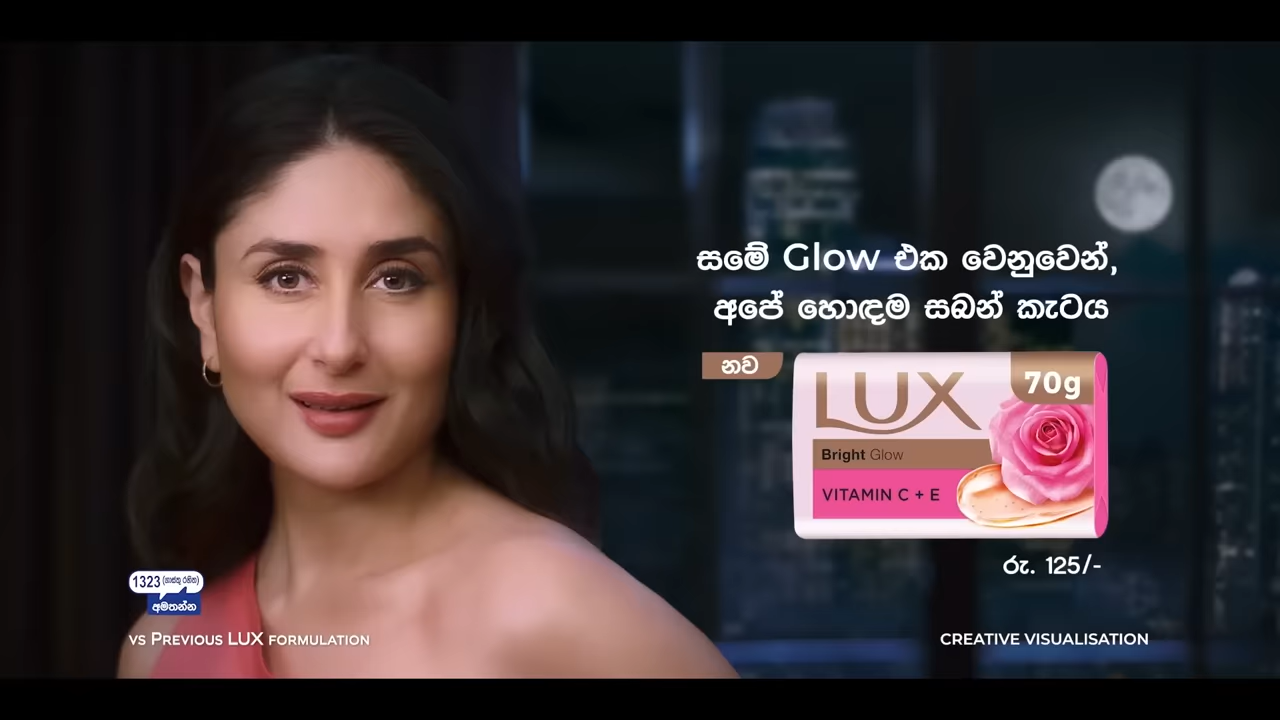 සමේ Glow එක වෙනුවෙන්,
අපේ හොඳම සබන් කැටය
නව
LUX
70g
Bright Glow
VITAMIN C + E
රු. 125/-
1323 (ගාස්තු රහිත)
අමතන්න
vs Previous LUX formulation
CREATIVE VISUALISATION